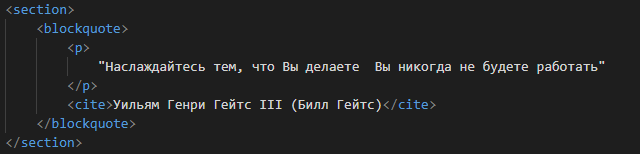 <section>
<blockquote>
<p>
"Наслаждайтесь тем, что Вы делаете  Вы никогда не будете работать"
</p>
<cite>Уильям Генри Гейтс III (Билл Гейтс)</cite>
</blockquote>
</section>